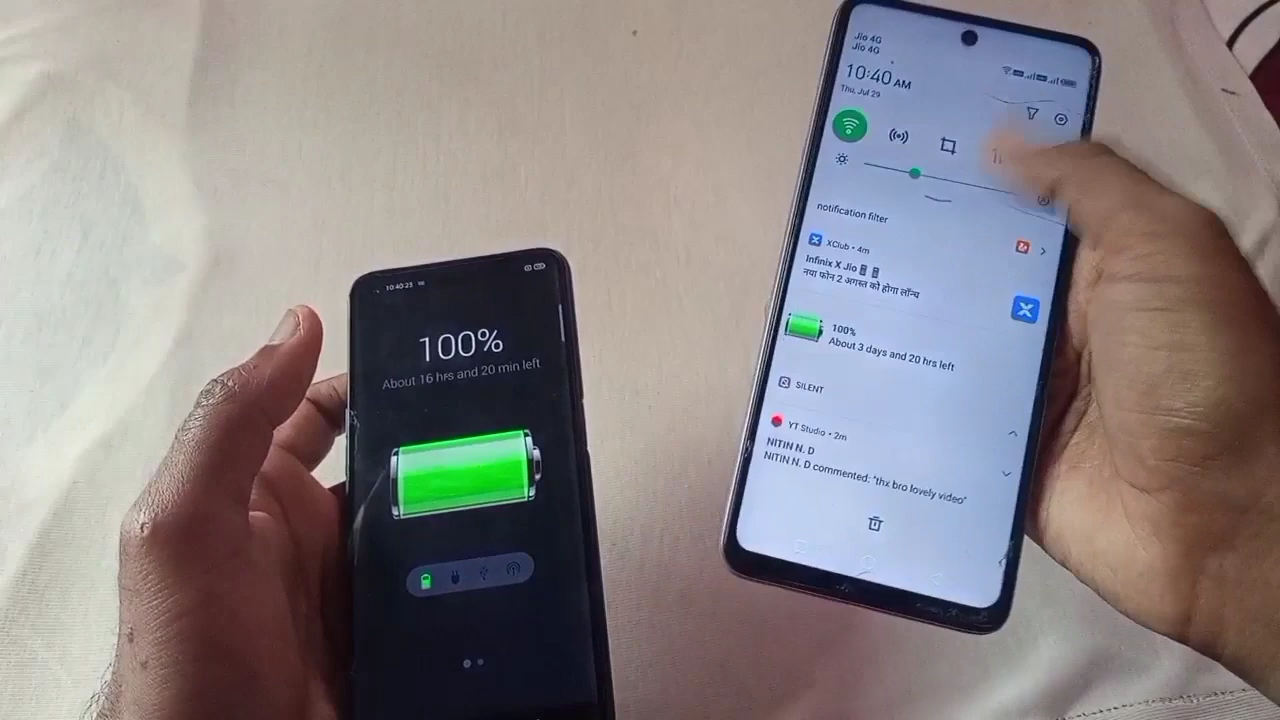 10:40:23
100%
About 16 hrs and 20 min left
Jio 4G
Jio 4G
10:40 AM
Thu, Jul 29
notification filter
XClub • 4m
Infinix X Jio
नया फोन 2 अगस्त को होगा लॉन्च
100%
About 3 days and 20 hrs left
SILENT
YT Studio • 2m
NITIN N. D
NITIN N. D commented: "thx bro lovely video"